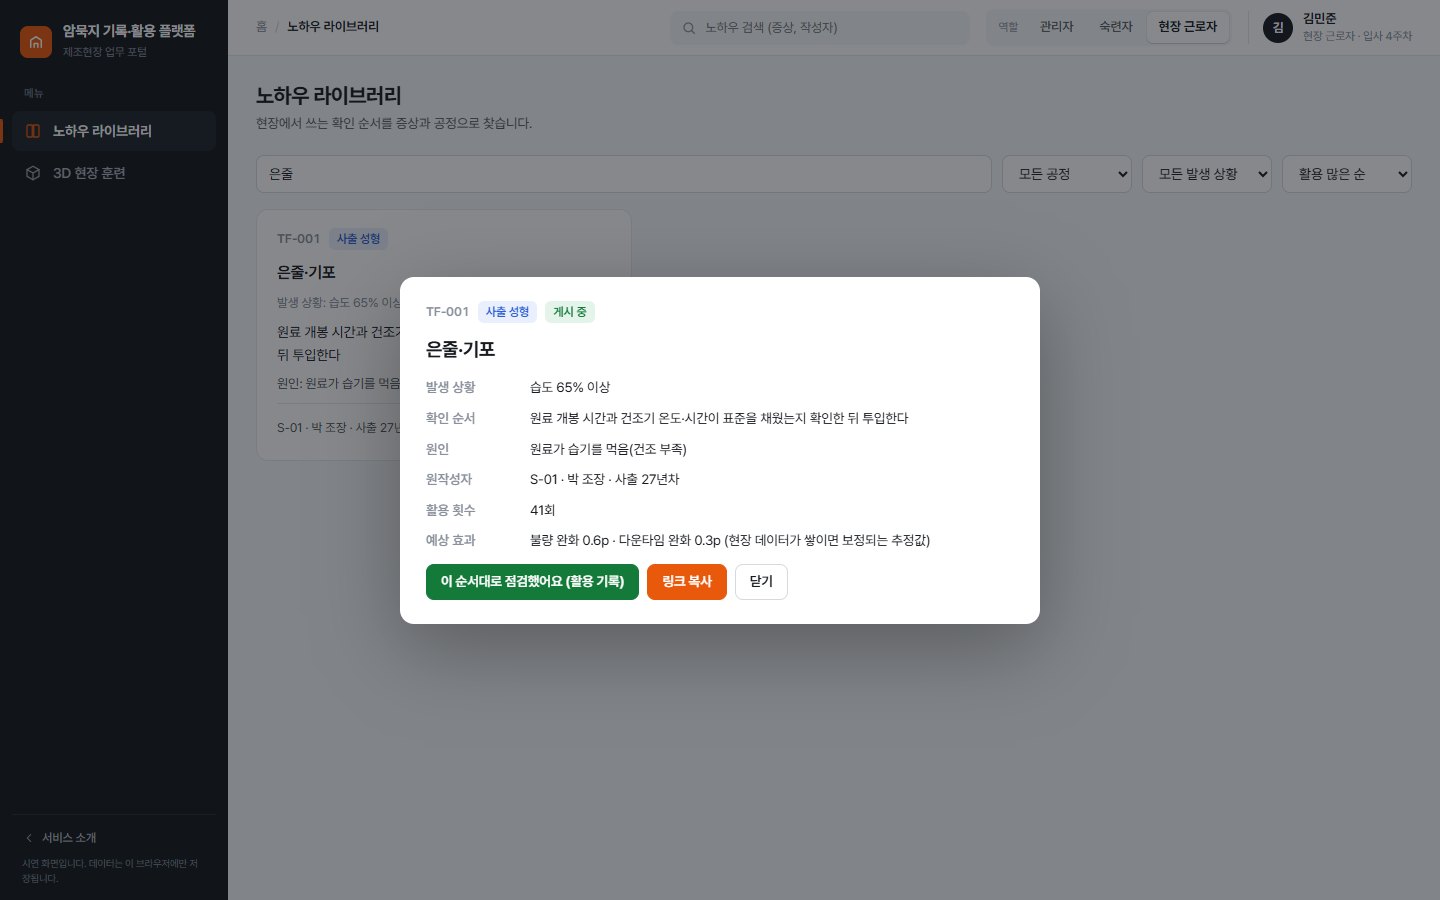 암묵지 기록·활용 플랫폼
제조현장 업무 포털
메뉴
노하우 라이브러리
3D 현장 훈련
서비스 소개
시연 화면입니다. 데이터는 이 브라우저에만 저
장됩니다.
홈 / 노하우 라이브러리
노하우 검색 (증상, 작성자)
역할 관리자 숙련자 현장 근로자
김
김민준
현장 근로자 · 입사 4주차
노하우 라이브러리
현장에서 쓰는 확인 순서를 증상과 공정으로 찾습니다.
은줄
모든 공정
모든 발생 상황
활용 많은 순
TF-001 사출 성형
은줄·기포
발생 상황: 습도 65% 이상
원료 개봉 시간과 건조기
뒤 투입한다
원인: 원료가 습기를 먹음
S-01 · 박 조장 · 사출 27년
TF-001 사출 성형 게시 중
은줄·기포
발생 상황 습도 65% 이상
확인 순서 원료 개봉 시간과 건조기 온도·시간이 표준을 채웠는지 확인한 뒤 투입한다
원인 원료가 습기를 먹음(건조 부족)
원작성자 S-01 · 박 조장 · 사출 27년차
활용 횟수 41회
예상 효과 불량 완화 0.6p · 다운타임 완화 0.3p (현장 데이터가 쌓이면 보정되는 추정값)
이 순서대로 점검했어요 (활용 기록)
링크 복사
닫기